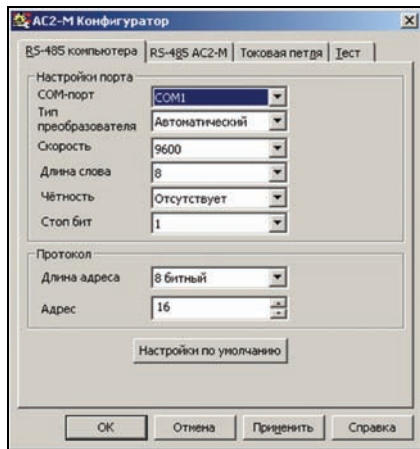 АС2-М Конфигуратор
RS-485 компьютера RS-485 АС2-М Токовая петля Тест
Настройки порта
COM-порт COM1
Тип преобразователя Автоматический
Скорость 9600
Длина слова 8
Чётность Отсутствует
Стоп бит 1
Протокол
Длина адреса 8 битный
Адрес 16
Настройки по умолчанию
OK Отмена Применить Справка